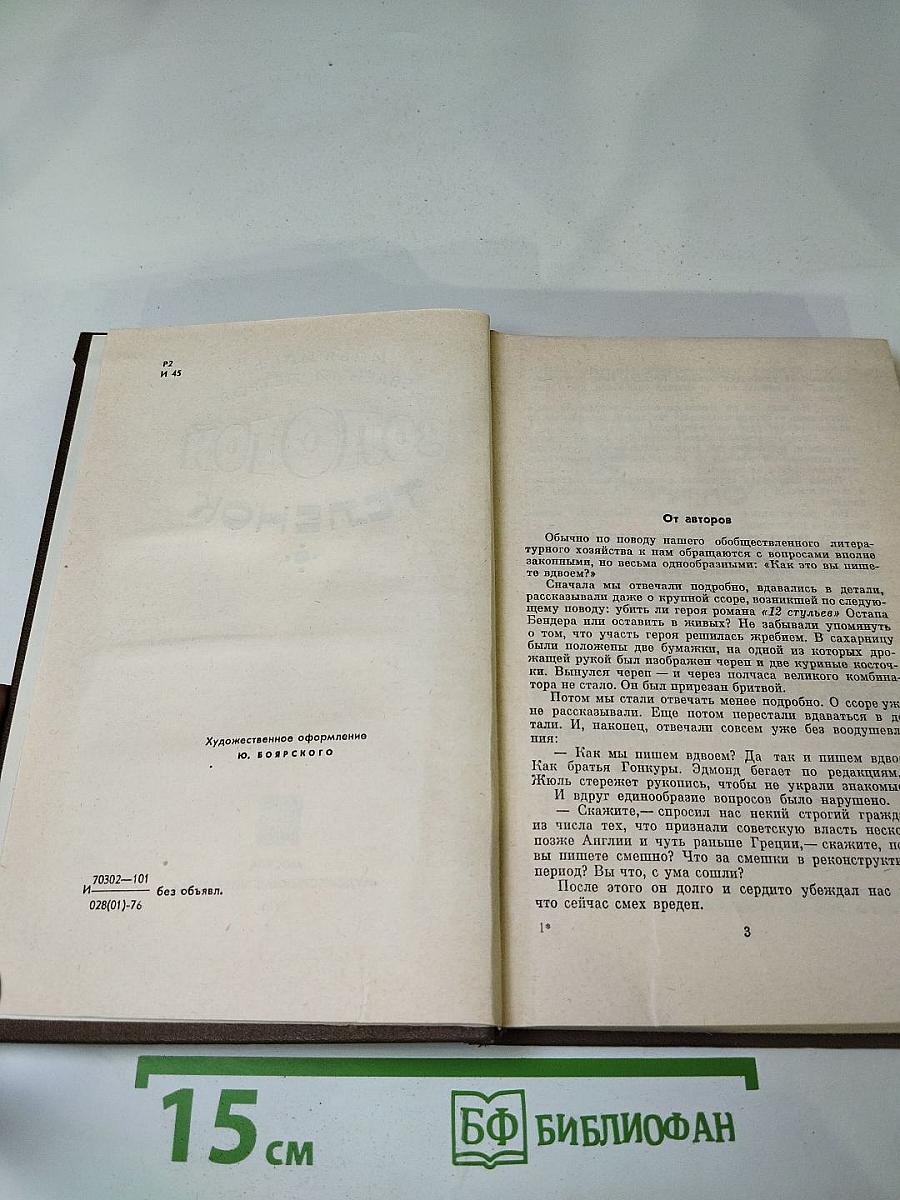 Р2
И 45
Художественное оформление
Ю. БОЯРСКОГО
И 70302—101
028(01)-76 без объявл.
От авторов
Обычно по поводу нашего обобществленного литера-
турного хозяйства к нам обращаются с вопросами вполне
законными, но весьма однообразными: «Как это вы пише-
те вдвоем?»
Сначала мы отвечали подробно, вдавались в детали,
рассказывали даже о крупной ссоре, возникшей по следую-
щему поводу: убить ли героя романа «12 стульев» Остапа
Бендера или оставить в живых? Не забывали упомянуть
о том, что участь героя решилась жребием. В сахарницу
были положены две бумажки, на одной из которых дро-
жащей рукой был изображен череп и две куриные косточ-
ки. Вынулся череп — и через полчаса великого комбина-
тора не стало. Он был прирезан бритвой.
Потом мы стали отвечать менее подробно. О ссоре уж
не рассказывали. Еще потом перестали вдаваться в де
тали. И, наконец, отвечали совсем уже без воодушевл
ния:
— Как мы пишем вдвоем? Да так и пишем вдво
Как братья Гонкуры. Эдмонд бегает по редакциям,
Жюль стережет рукопись, чтобы не украли знакомы
И вдруг единообразие вопросов было нарушено.
— Скажите,— спросил нас некий строгий гражд
из числа тех, что признали советскую власть неско
позже Англии и чуть раньше Греции,— скажите, по
вы пишете смешно? Что за смешки в реконструкти
период? Вы что, с ума сошли?
После этого он долго и сердито убеждал нас
что сейчас смех вреден.
1*
3
15 см
БФ БИБЛИОФАН